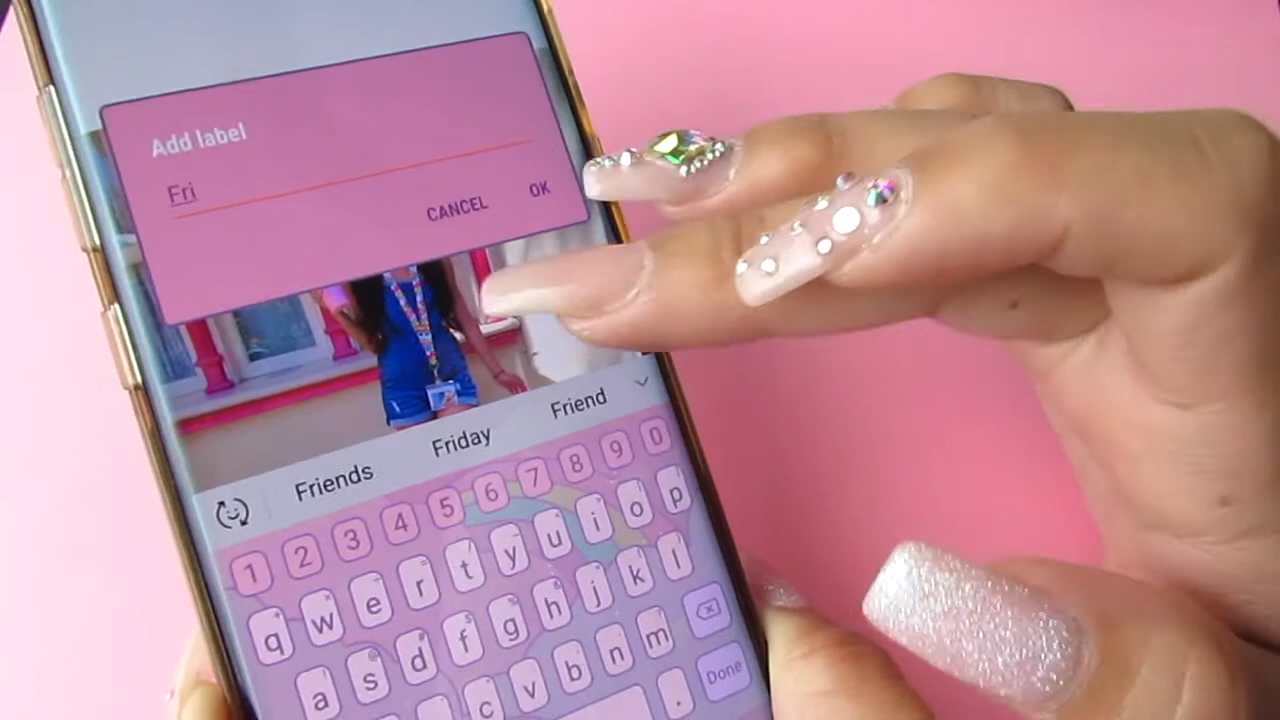 Add label
Fri
CANCEL OK
Friends Friday Friend
1 2 3 4 5 6 7 8 9 0
q w e r t y u i o p
a s d f g h j k l
c v b n m
. Done